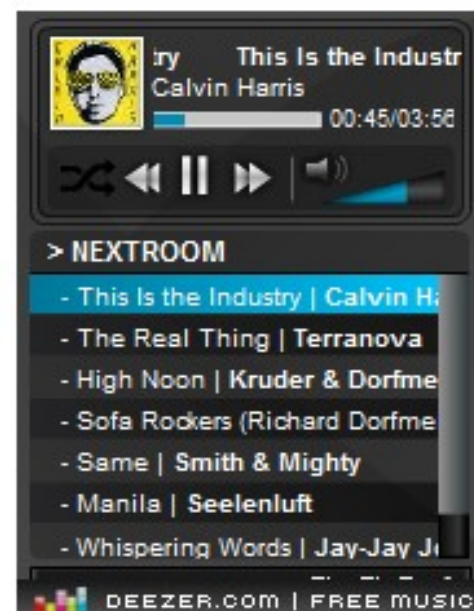 try This Is the Industr
Calvin Harris
00:45/03:56
> NEXTROOM
- This Is the Industry | Calvin Ha
- The Real Thing | Terranova
- High Noon | Kruder & Dorfme
- Sofa Rockers (Richard Dorfme
- Same | Smith & Mighty
- Manila | Seelenluft
- Whispering Words | Jay-Jay Jo
DEEZER.COM | FREE MUSIC